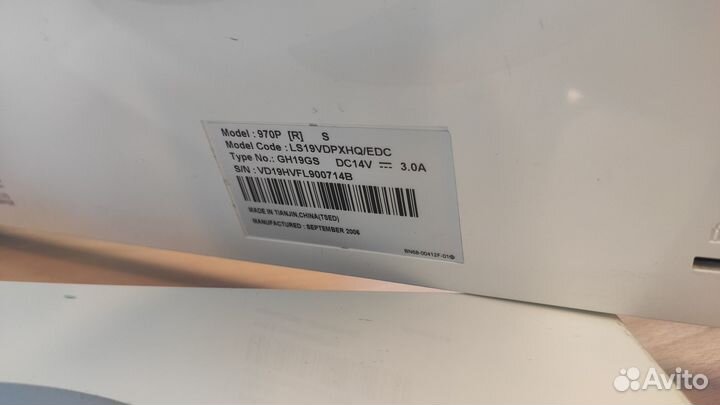 Model : 970P [R] S
Model Code : LS19VDPXHQ/EDC
Type No.: GH19GS DC14V 3.0A
S/N : VD19HVFL900714B
MADE IN TIANJIN,CHINA(TSED)
MANUFACTURED : SEPTEMBER 2006
BN68-00412F-01
Avito